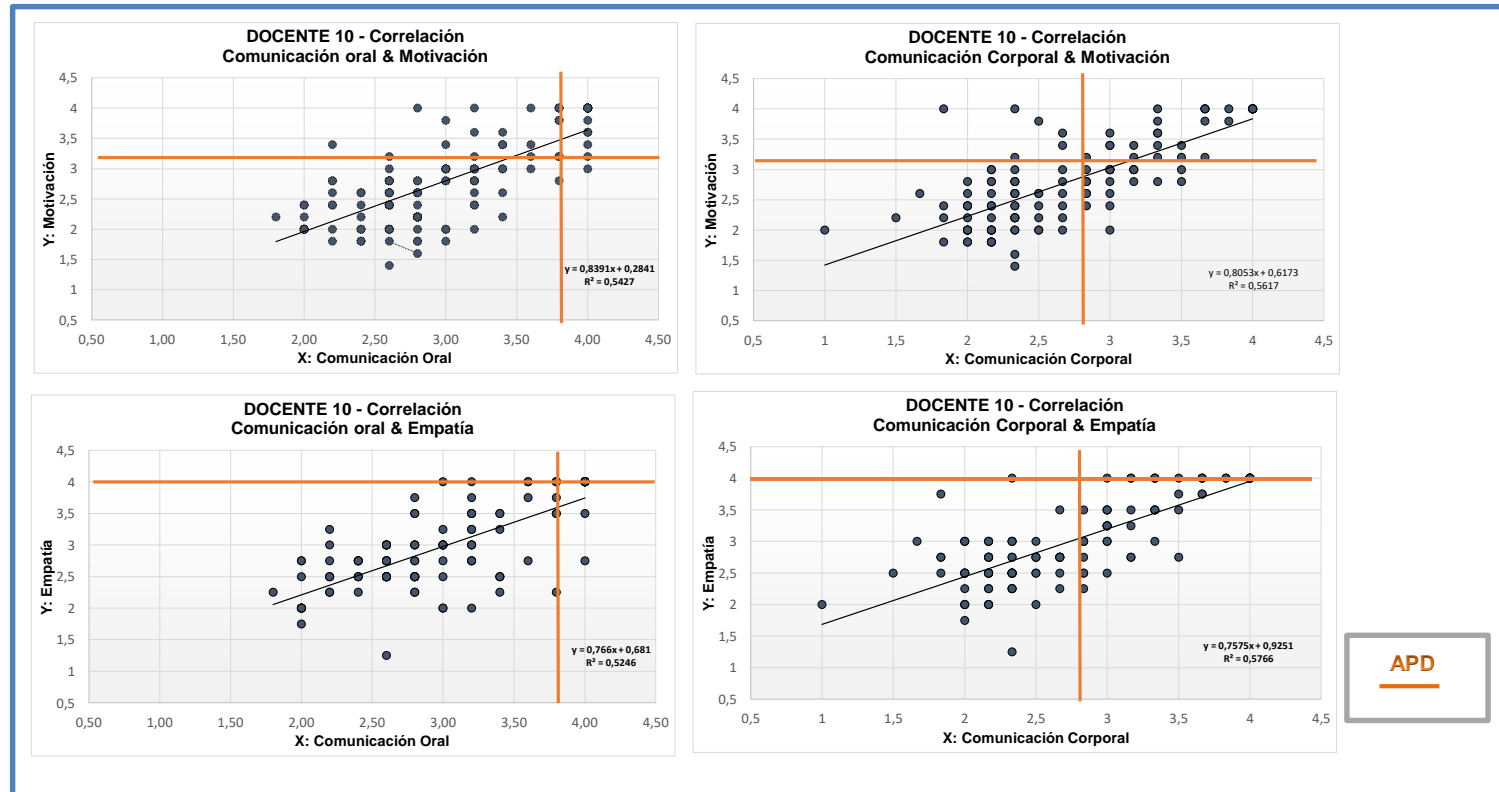 DOCENTE 10 - Correlación
Comunicación oral & Motivación
4,5
4
3,5
3
2,5
2
1,5
1
0,5
Y: Motivación
y = 0,8391x + 0,2841
R² = 0,5427
0,50 1,00 1,50 2,00 2,50 3,00 3,50 4,00 4,50
X: Comunicación Oral
DOCENTE 10 - Correlación
Comunicación Corporal & Motivación
4,5
4
3,5
3
2,5
2
1,5
1
0,5
Y: Motivación
y = 0,8053x + 0,6173
R² = 0,5617
0,5 1 1,5 2 2,5 3 3,5 4 4,5
X: Comunicación Corporal
DOCENTE 10 - Correlación
Comunicación oral & Empatía
4,5
4
3,5
3
2,5
2
1,5
1
0,5
Y: Empatía
y = 0,766x + 0,681
R² = 0,5246
0,50 1,00 1,50 2,00 2,50 3,00 3,50 4,00 4,50
X: Comunicación Oral
DOCENTE 10 - Correlación
Comunicación Corporal & Empatía
4,5
4
3,5
3
2,5
2
1,5
1
0,5
Y: Empatía
y = 0,7575x + 0,9251
R² = 0,5766
0,5 1 1,5 2 2,5 3 3,5 4 4,5
X: Comunicación Corporal
APD